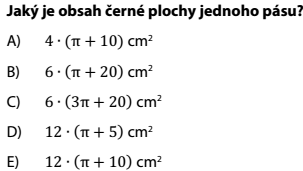 Jaký je obsah černé plochy jednoho pásu?
A) 4 · (π + 10) cm²
B) 6 · (π + 20) cm²
C) 6 · (3π + 20) cm²
D) 12 · (π + 5) cm²
E) 12 · (π + 10) cm²